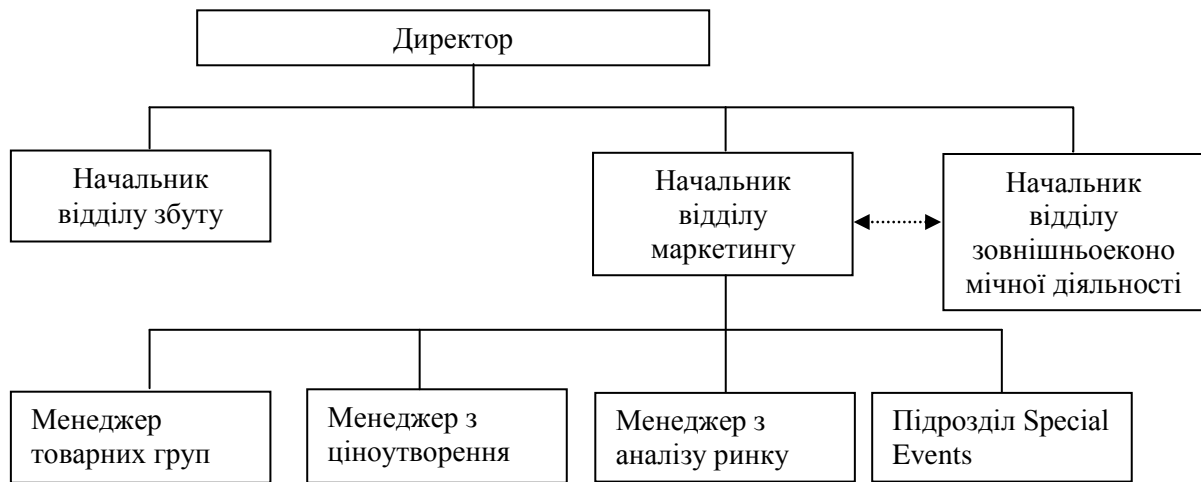 Директор
Начальник
відділу збуту
Начальник
відділу
маркетингу
Начальник
відділу
зовнішньоеконо
мічної діяльності
Менеджер
товарних груп
Менеджер з
ціноутворення
Менеджер з
аналізу ринку
Підрозділ Special
Events